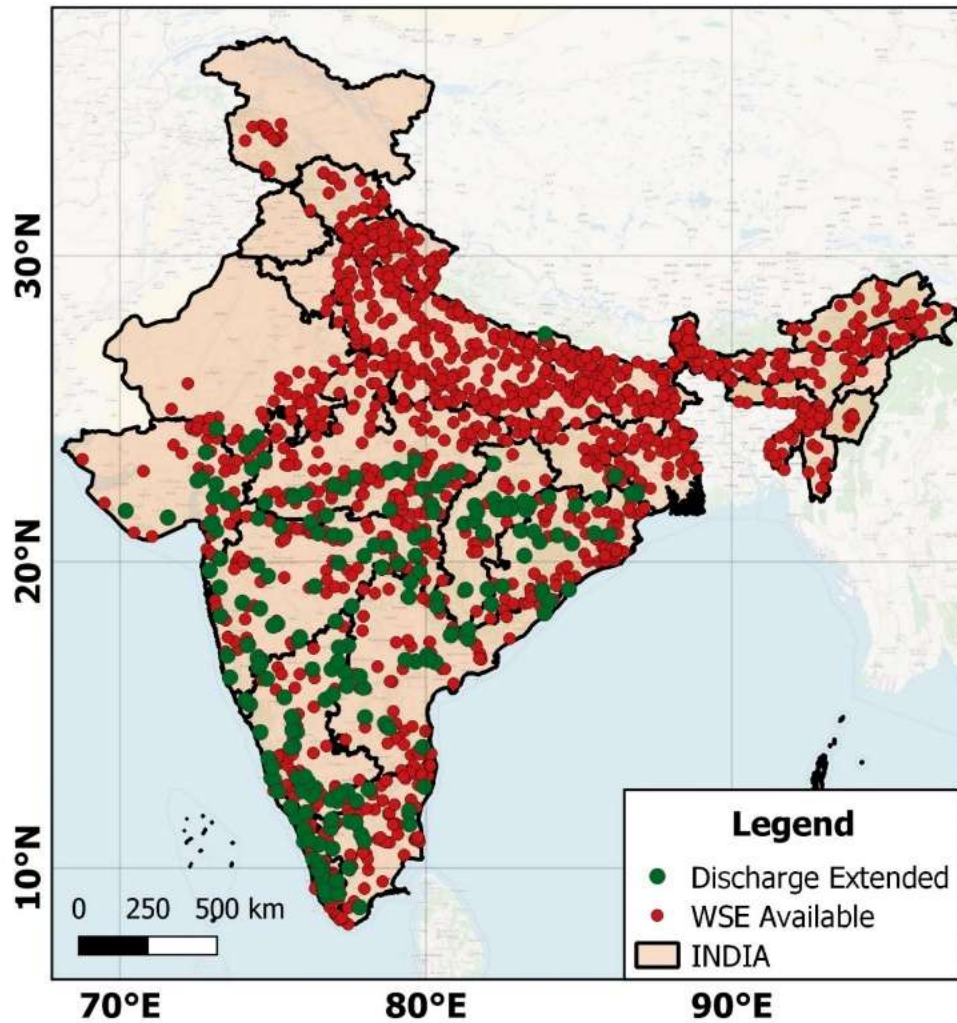 30°N
20°N
10°N
0 250 500 km
Legend
Discharge Extended
WSE Available
INDIA
70°E 80°E 90°E